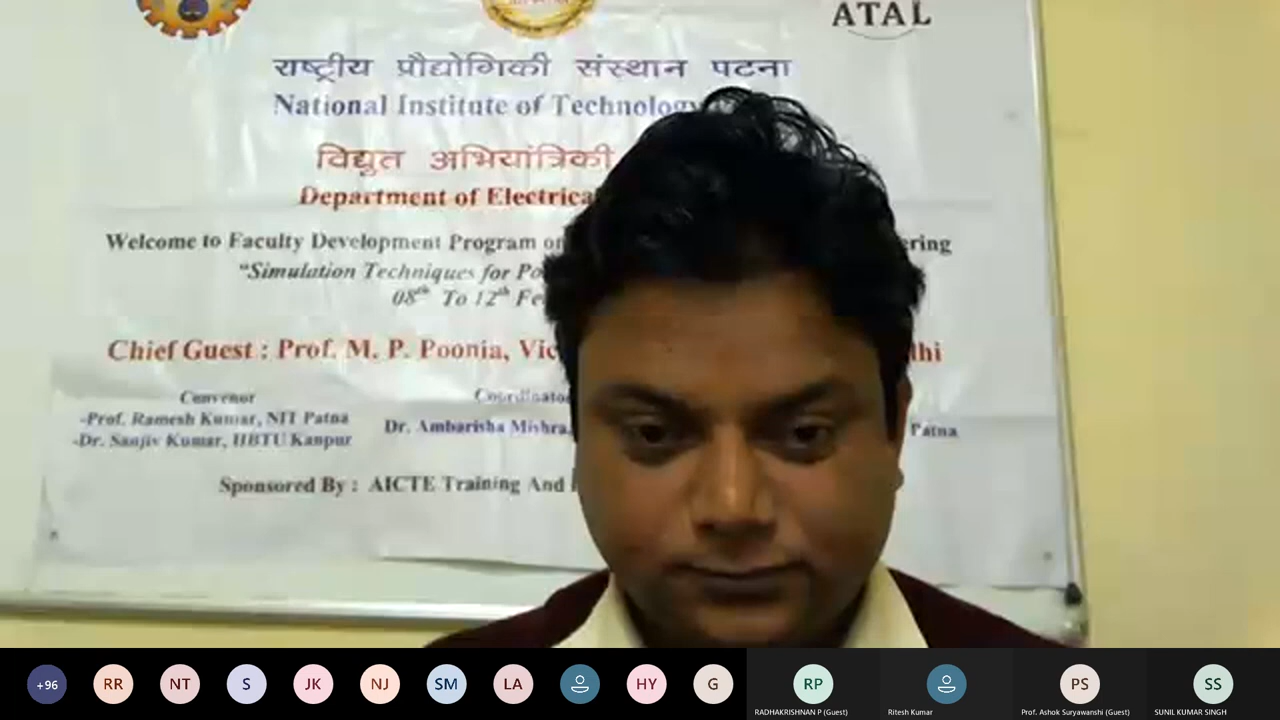 ATAL
राष्ट्रीय प्रौद्योगिकी संस्थान पटना
National Institute of Technology
विद्युत अभियांत्रिकी
Department of Electrica
Welcome to Faculty Development Program on ering
"Simulation Techniques for Po
08th To 12th Fe
Chief Guest : Prof. M. P. Poonia, Vic lhi
Convenor Coordinator
-Prof. Ramesh Kumar, NIT Patna
Dr. Ambarisha Mishra, Patna
-Dr. Sanjiv Kumar, HBTU Kanpur
Sponsored By : AICTE Training And
+96 RR NT S JK NJ SM LA HY G RP PS SS
RADHAKRISHNAN P (Guest) Ritesh Kumar Prof. Ashok Suryawanshi (Guest) SUNIL KUMAR SINGH